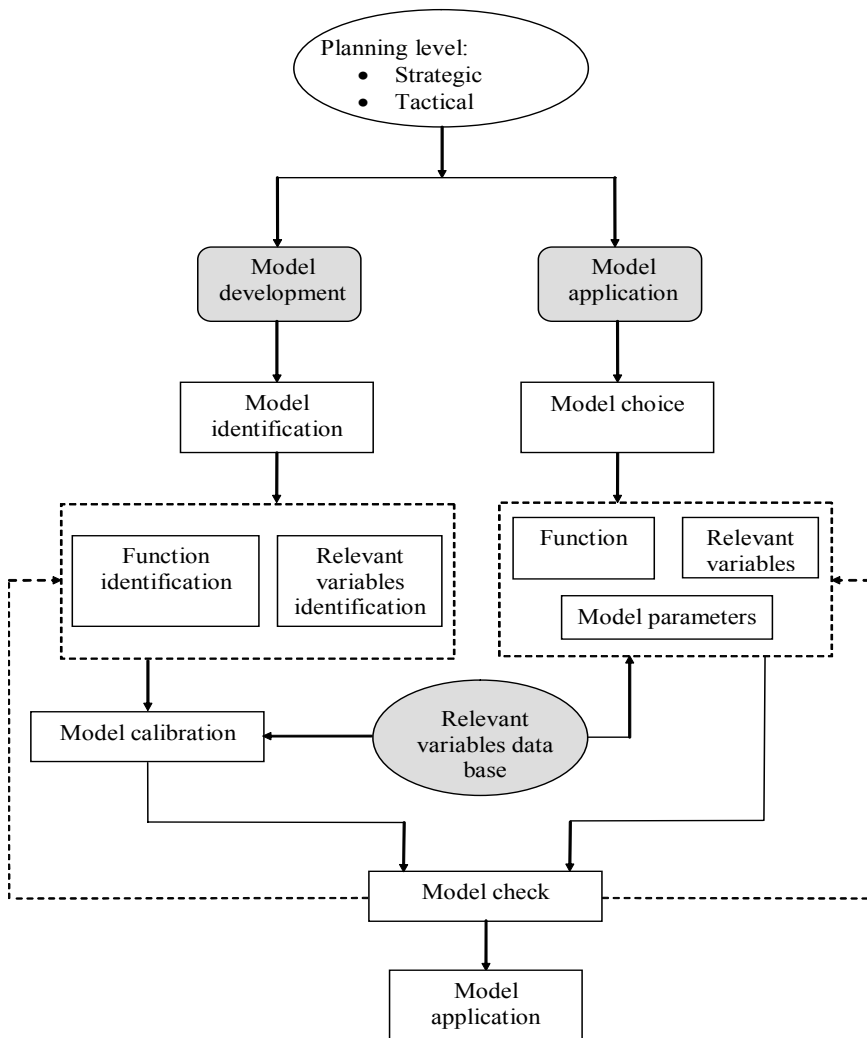 Planning level:
• Strategic
• Tactical
Model
development
Model
application
Model
identification
Model choice
Function
identification
Relevant
variables
identification
Function
Relevant
variables
Model parameters
Model calibration
Relevant
variables data
base
Model check
Model
application